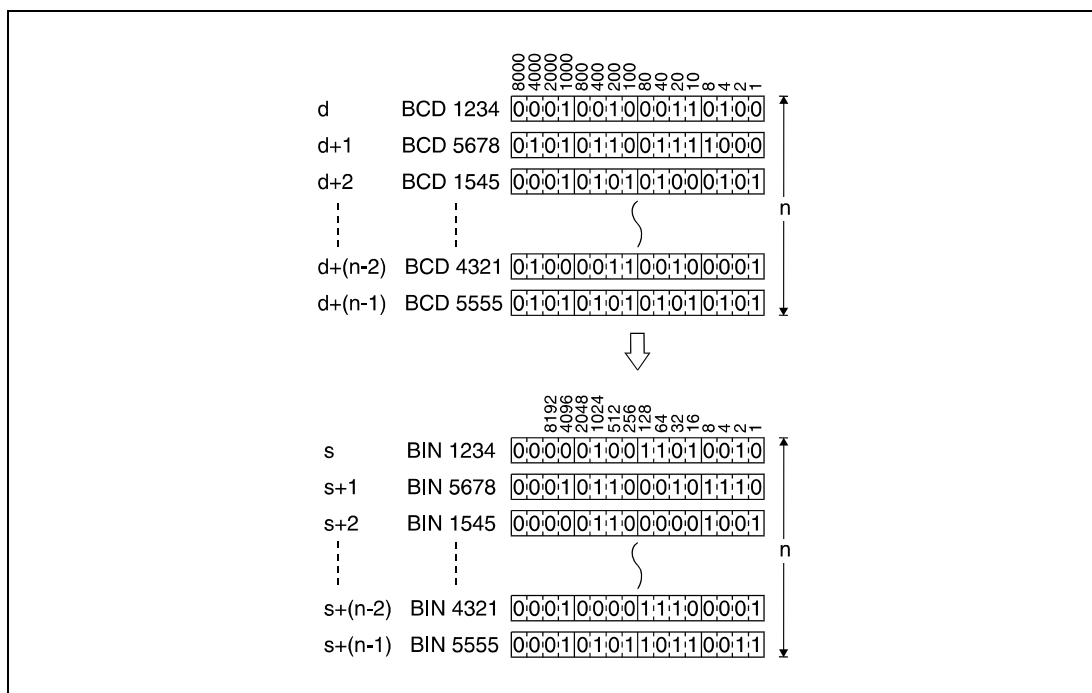 8000 4000 2000 1000 800 400 200 100 80 40 20 10 8 4 2 1
d BCD 1234 0001001000110100
d+1 BCD 5678 0101011001111000
d+2 BCD 1545 0001010101000101
n
d+(n-2) BCD 4321 0100001100100001
d+(n-1) BCD 5555 0101010101010101
8192 4096 2048 1024 512 256 128 64 32 16 8 4 2 1
s BIN 1234 0000010011010010
s+1 BIN 5678 0001011000101110
s+2 BIN 1545 0000011000001001
n
s+(n-2) BIN 4321 0001000011100001
s+(n-1) BIN 5555 0001010110110011